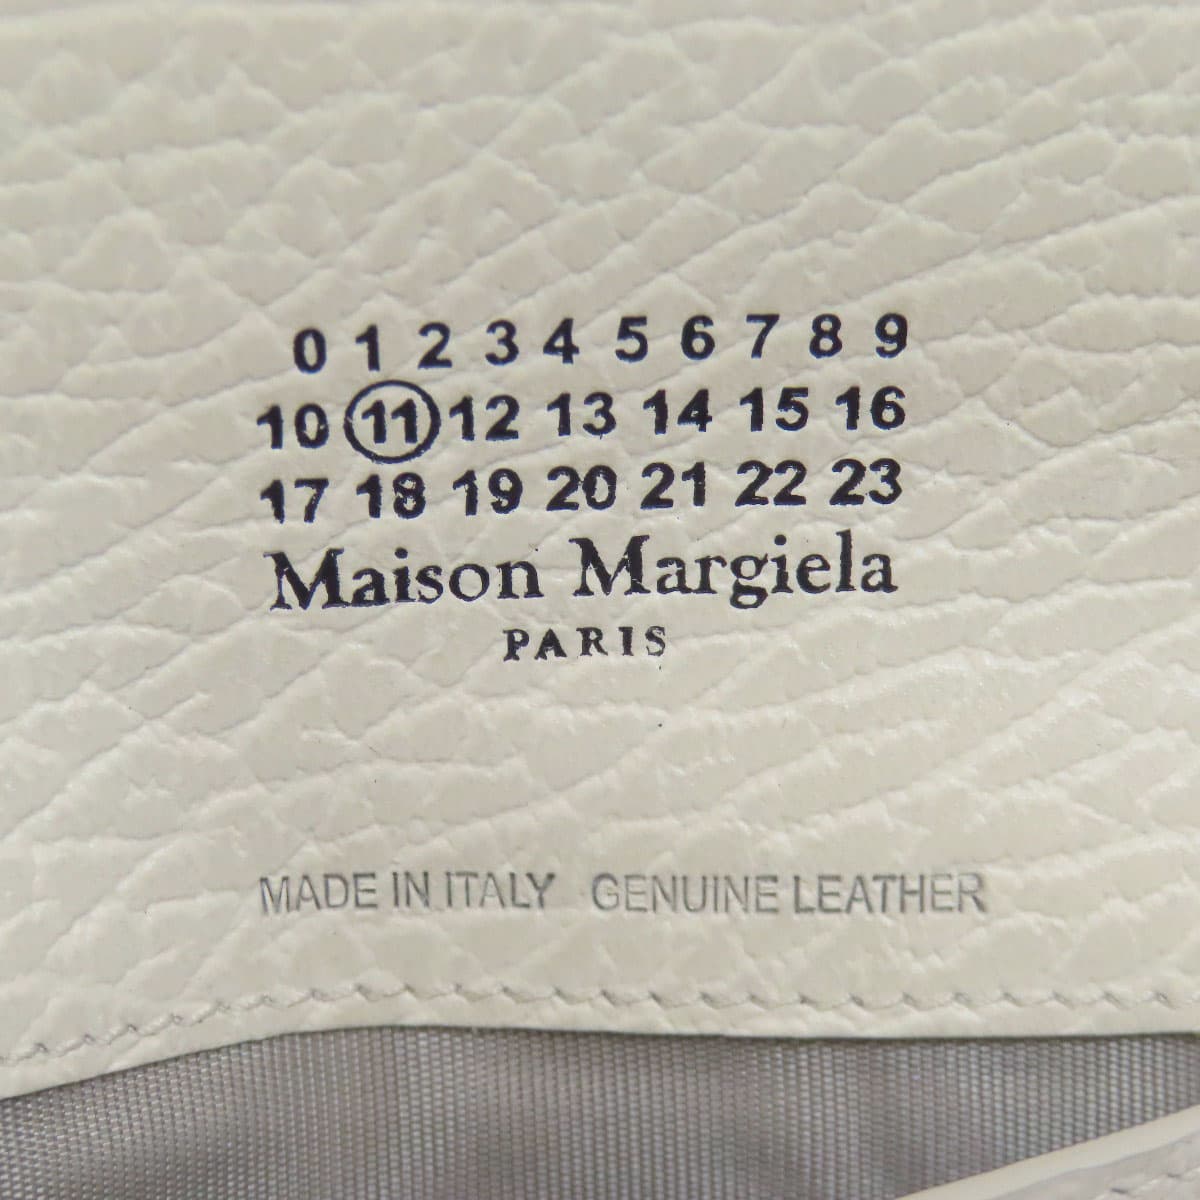 0 1 2 3 4 5 6 7 8 9
10 11 12 13 14 15 16
17 18 19 20 21 22 23
Maison Margiela
PARIS
MADE IN ITALY GENUINE LEATHER